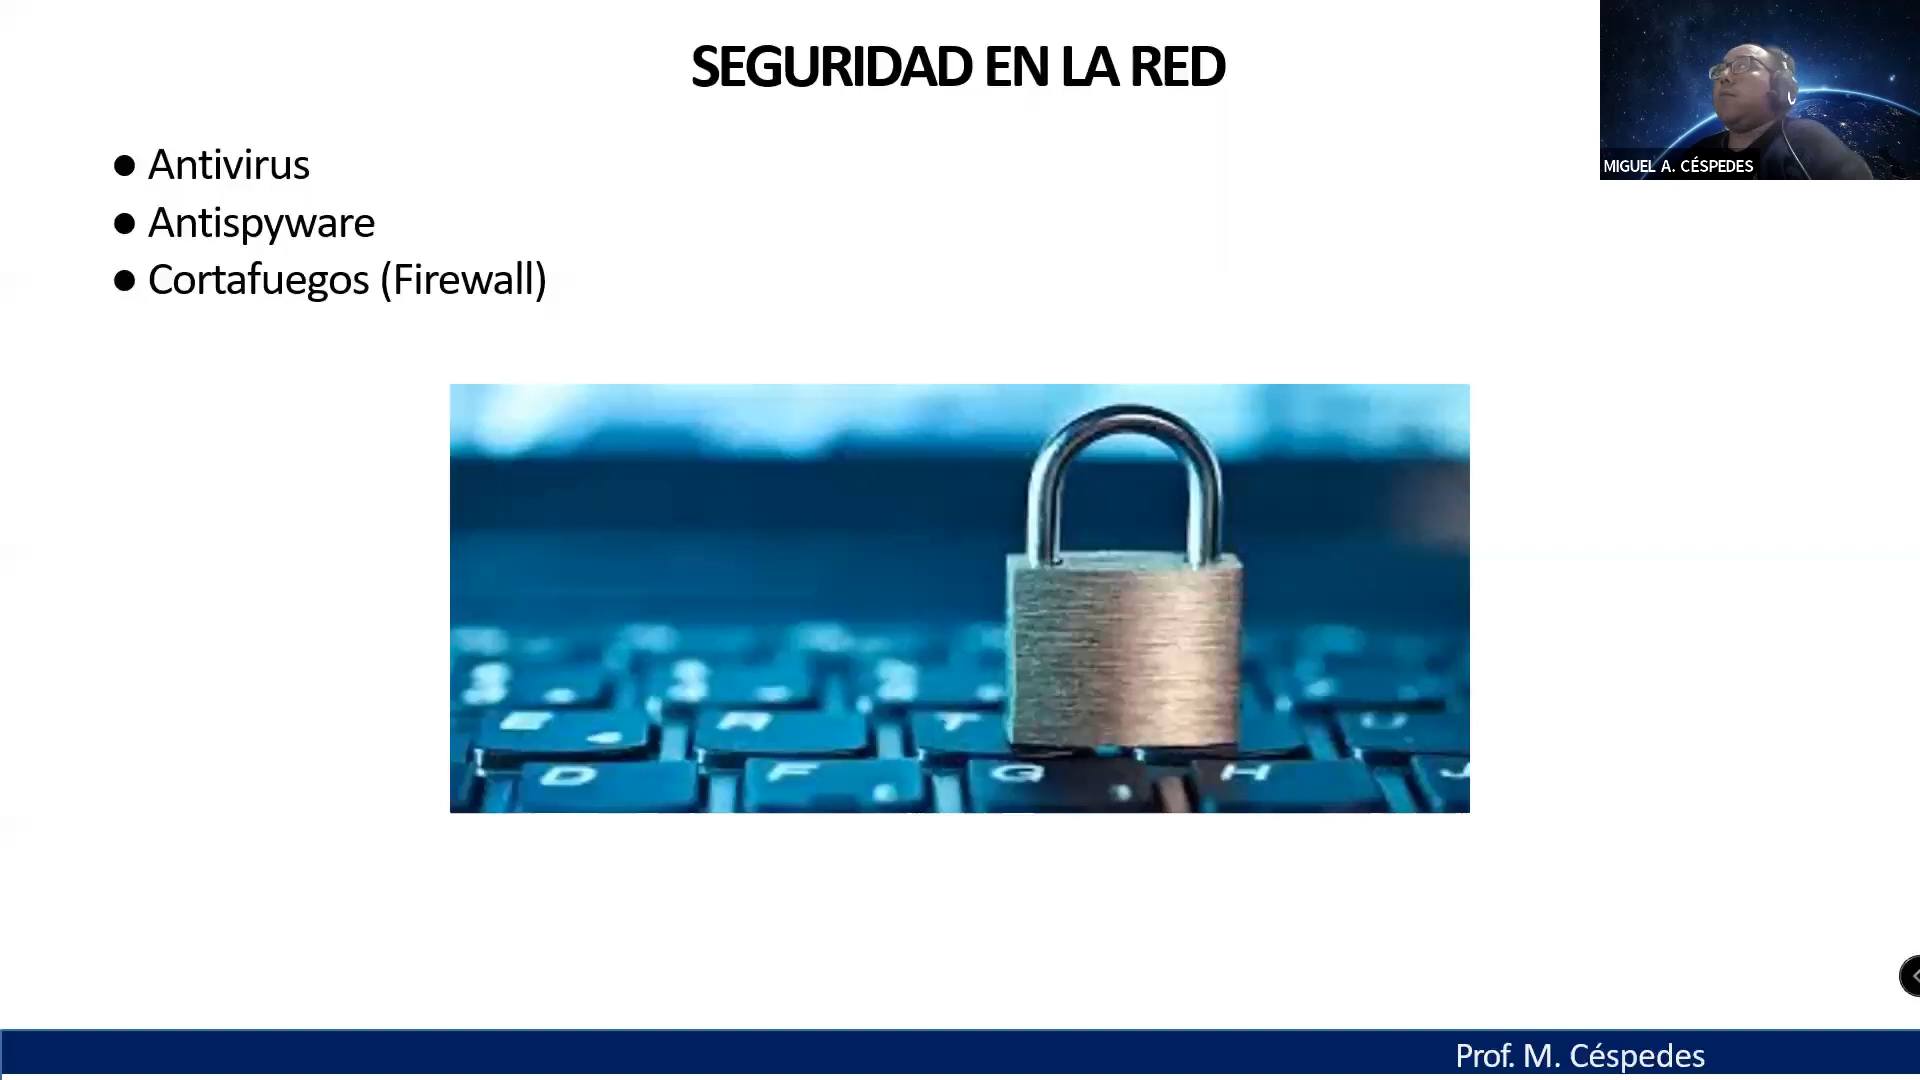 SEGURIDAD EN LA RED
MIGUEL A. CÉSPEDES
● Antivirus
● Antispyware
● Cortafuegos (Firewall)
E R T U
D F G H J
Prof. M. Céspedes